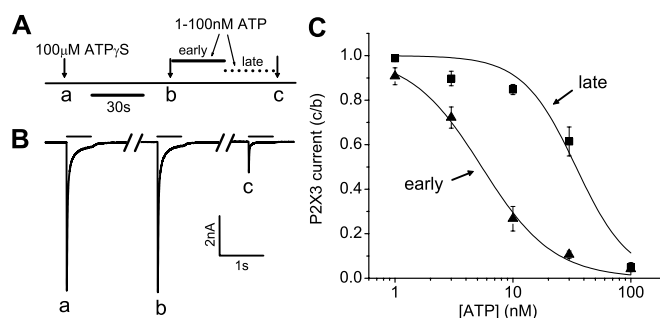 A
1-100nM ATP
100μM ATPγS
early
late
a
b
c
30s
B
c
2nA
1s
a
b
C
P2X3 current (c/b)
1.0
0.8
0.6
0.4
0.2
0.0
late
early
1
10
100
[ATP] (nM)